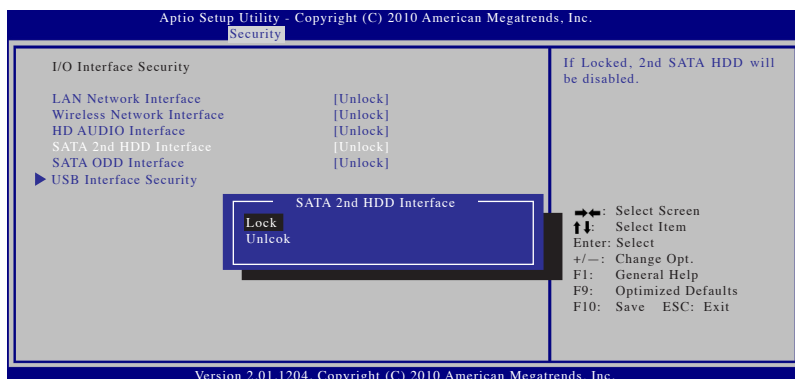 Aptio Setup Utility - Copyright (C) 2010 American Megatrends, Inc.
Security
I/O Interface Security
LAN Network Interface [Unlock]
Wireless Network Interface [Unlock]
HD AUDIO Interface [Unlock]
SATA 2nd HDD Interface [Unlock]
SATA ODD Interface [Unlock]
USB Interface Security
SATA 2nd HDD Interface
Lock
Unlcok
If Locked, 2nd SATA HDD will
be disabled.
→←: Select Screen
↑↓: Select Item
Enter: Select
+/—: Change Opt.
F1: General Help
F9: Optimized Defaults
F10: Save ESC: Exit
Version 2.01.1204. Copyright (C) 2010 American Megatrends, Inc.